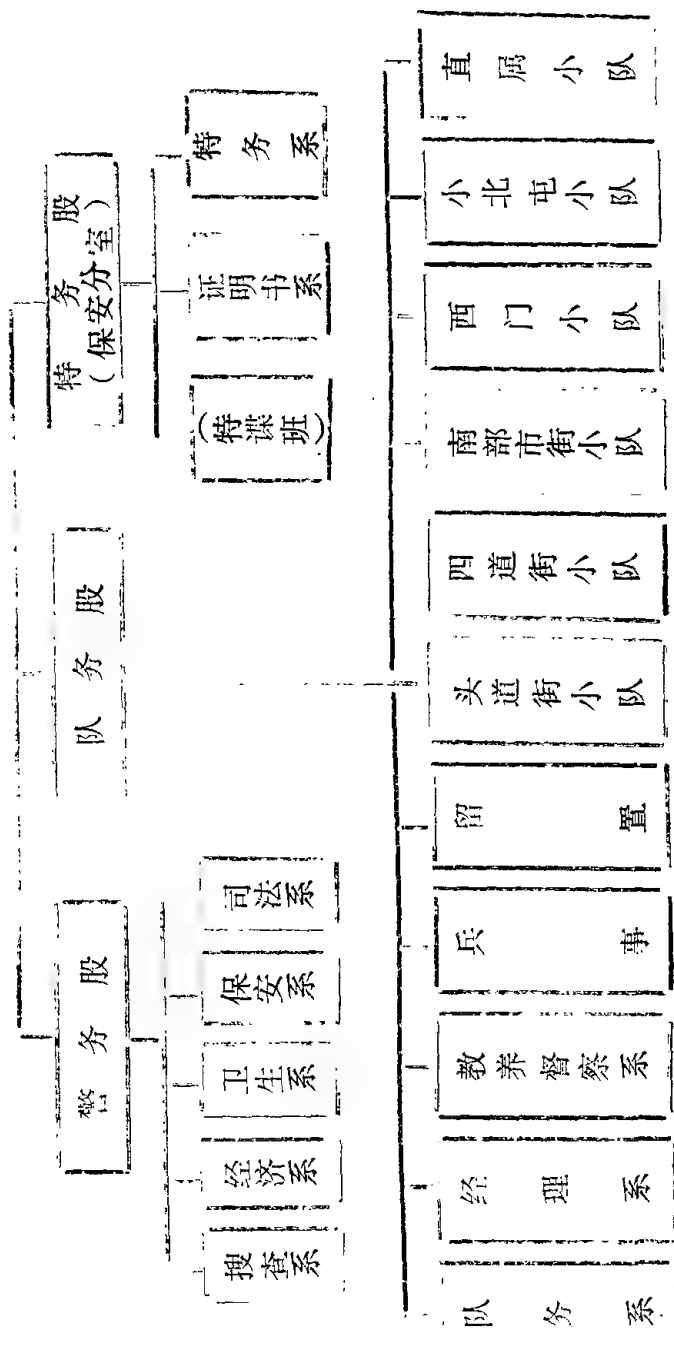 警务股
队务股
特务股
(保安分室)
搜查系
经济系
卫生系
保安系
司法系
(特谍班)
证明书系
特务系
队务系
经理系
教养督察系
兵事
留置
头道街小队
四道街小队
南部市街小队
西门小队
小北屯小队
直属小队